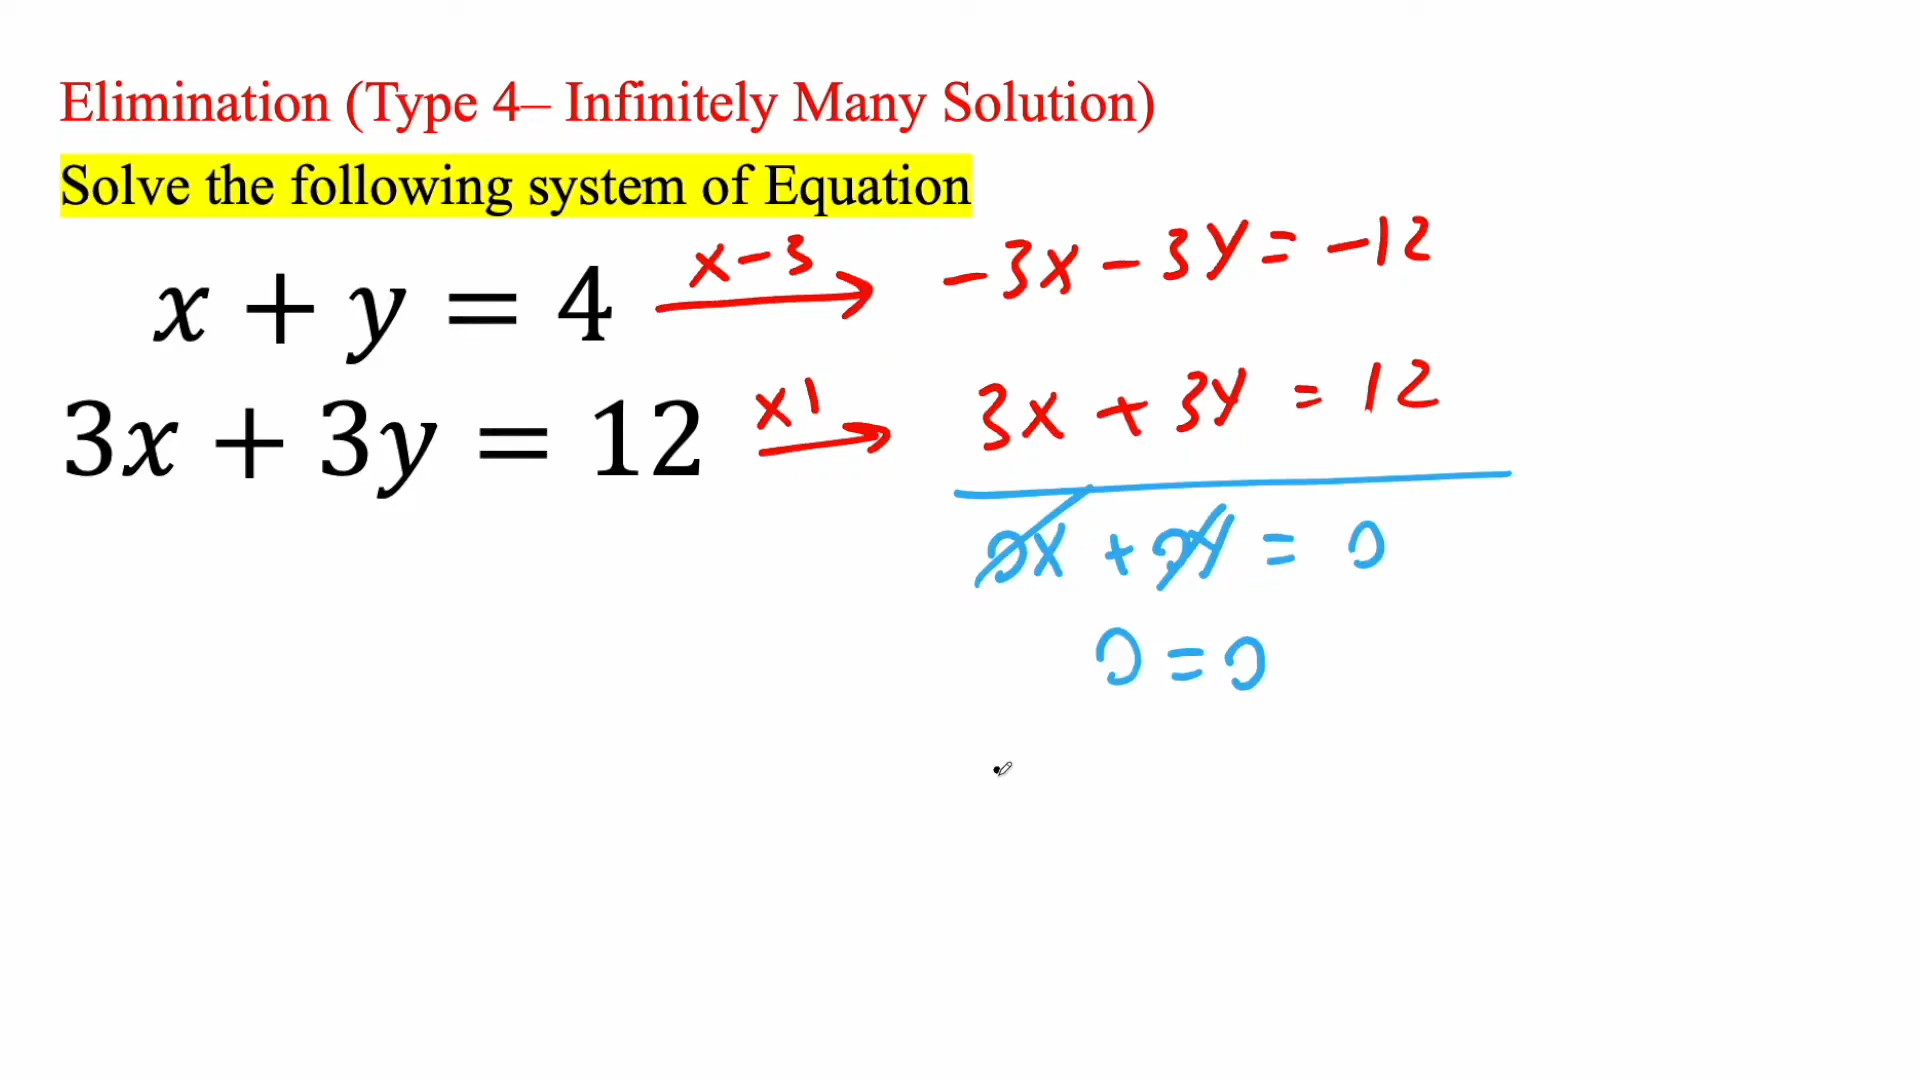 Elimination (Type 4– Infinitely Many Solution)
Solve the following system of Equation
x + y = 4 x-3 -3x - 3y = -12
3x + 3y = 12 x1 3x + 3y = 12
0x + 0y = 0
0 = 0